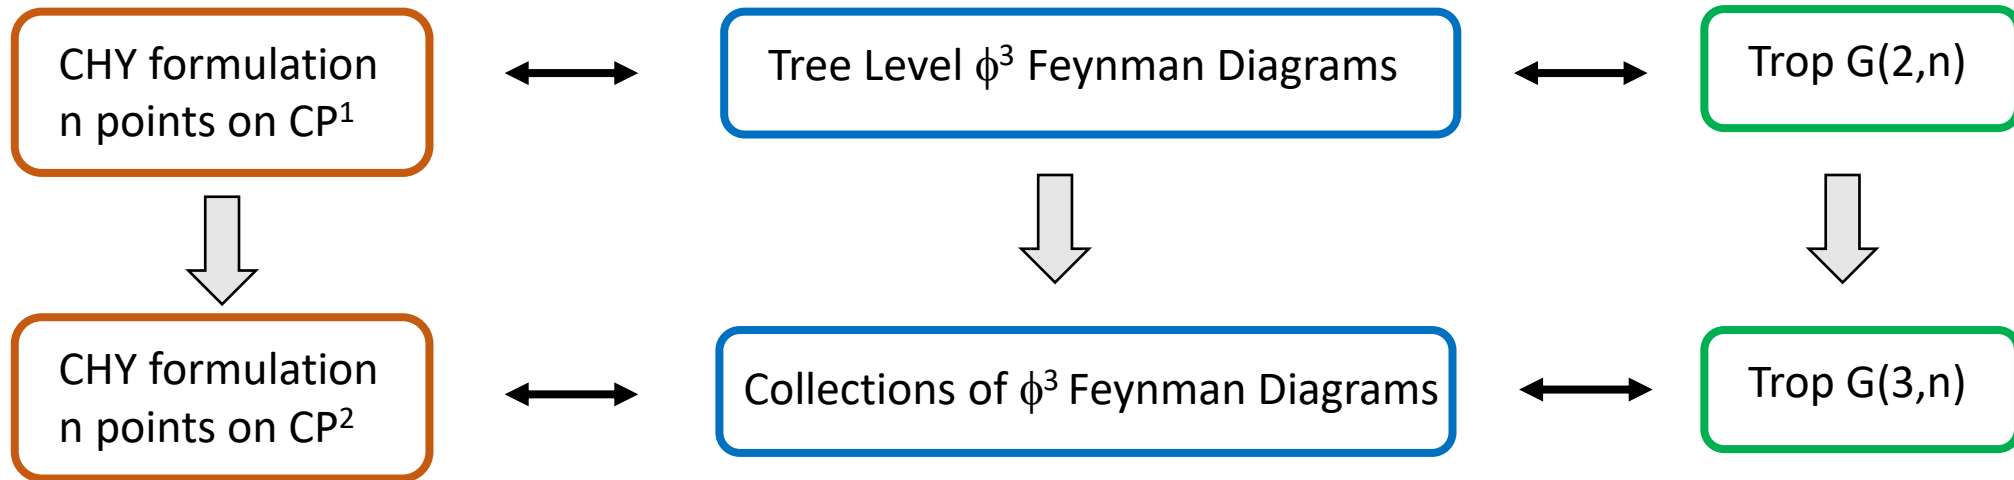 CHY formulation
n points on CP¹
Tree Level ϕ³ Feynman Diagrams
Trop G(2,n)
CHY formulation
n points on CP²
Collections of ϕ³ Feynman Diagrams
Trop G(3,n)